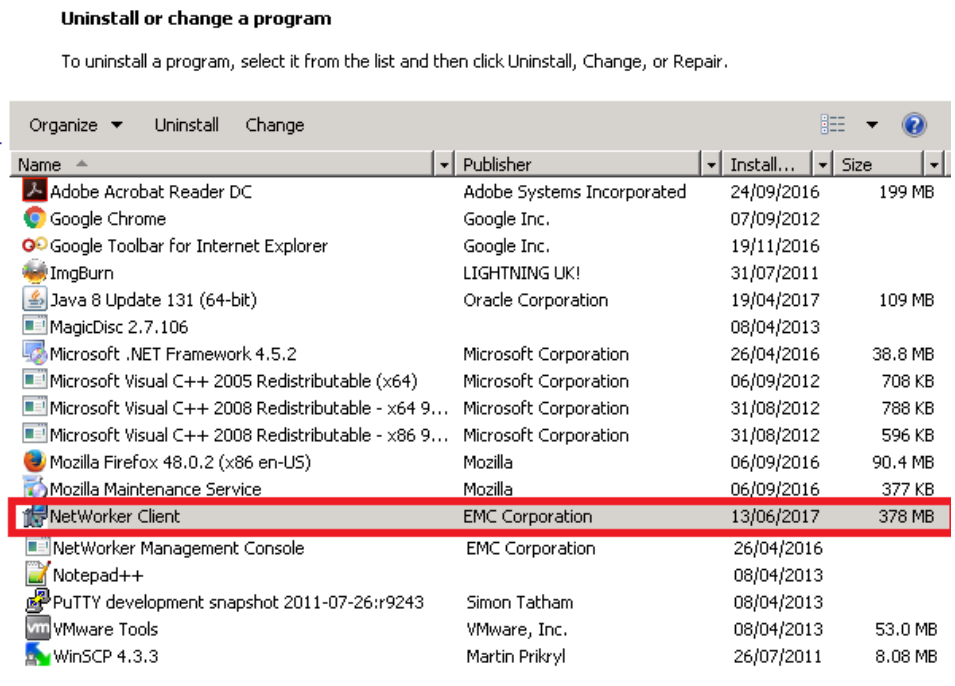 Uninstall or change a program
To uninstall a program, select it from the list and then click Uninstall, Change, or Repair.
Organize Uninstall Change
Name Publisher Install... Size
Adobe Acrobat Reader DC Adobe Systems Incorporated 24/09/2016 199 MB
Google Chrome Google Inc. 07/09/2012
Google Toolbar for Internet Explorer Google Inc. 19/11/2016
ImgBurn LIGHTNING UK! 31/07/2011
Java 8 Update 131 (64-bit) Oracle Corporation 19/04/2017 109 MB
MagicDisc 2.7.106 08/04/2013
Microsoft .NET Framework 4.5.2 Microsoft Corporation 26/04/2016 38.8 MB
Microsoft Visual C++ 2005 Redistributable (x64) Microsoft Corporation 06/09/2012 708 KB
Microsoft Visual C++ 2008 Redistributable - x64 9... Microsoft Corporation 31/08/2012 788 KB
Microsoft Visual C++ 2008 Redistributable - x86 9... Microsoft Corporation 31/08/2012 596 KB
Mozilla Firefox 48.0.2 (x86 en-US) Mozilla 06/09/2016 90.4 MB
Mozilla Maintenance Service Mozilla 06/09/2016 377 KB
NetWorker Client EMC Corporation 13/06/2017 378 MB
NetWorker Management Console EMC Corporation 26/04/2016
Notepad++ 08/04/2013
PuTTY development snapshot 2011-07-26:r9243 Simon Tatham 08/04/2013
vm VMware Tools VMware, Inc. 08/04/2013 53.0 MB
WinSCP 4.3.3 Martin Prikryl 26/07/2011 8.08 MB